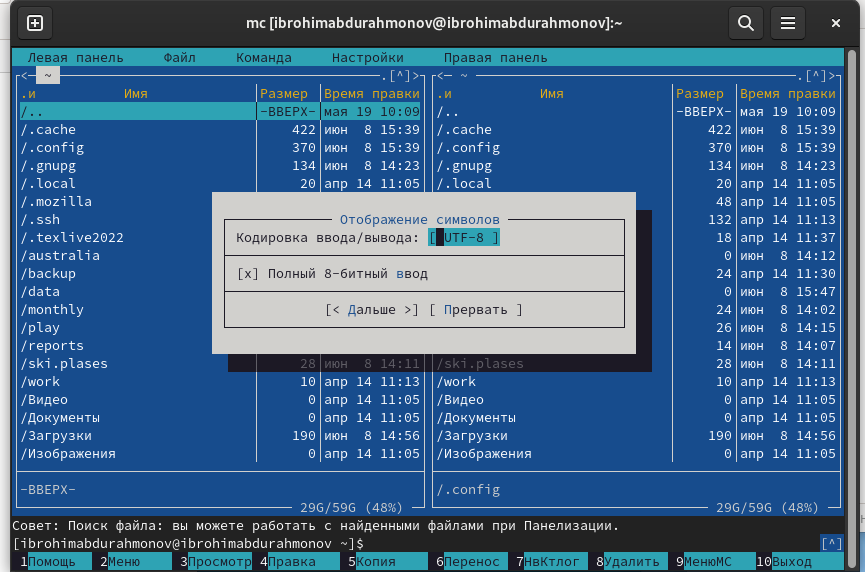 mc [ibrohimabdurahmonov@ibrohimabdurahmonov]:~
Левая панель Файл Команда Настройки Правая панель
<— ~ .[^]> <— ~ .[^]>
.и Имя Размер Время правки .и Имя Размер Время правки
/.. -ВВЕРХ- мая 19 10:09 /.. -ВВЕРХ- мая 19 10:09
/.cache 422 июн 8 15:39 /.cache 422 июн 8 15:39
/.config 370 июн 8 15:39 /.config 370 июн 8 15:39
/.gnupg 134 июн 8 14:23 /.gnupg 134 июн 8 14:23
/.local 20 апр 14 11:05 /.local 20 апр 14 11:05
/.mozilla 48 апр 14 11:05
/.ssh Отображение символов 132 апр 14 11:13
/.texlive2022 Кодировка ввода/вывода: [ UTF-8 ] 18 апр 14 11:37
/australia 0 июн 8 14:12
/backup [x] Полный 8-битный ввод 24 апр 14 11:30
/data 0 июн 8 15:47
/monthly [< Дальше >] [ Прервать ] 24 июн 8 14:02
/play 26 июн 8 14:15
/reports 14 июн 8 14:07
/ski.plases 28 июн 8 14:11 /ski.plases 28 июн 8 14:11
/work 10 апр 14 11:13 /work 10 апр 14 11:13
/Видео 0 апр 14 11:05 /Видео 0 апр 14 11:05
/Документы 0 апр 14 11:05 /Документы 0 апр 14 11:05
/Загрузки 190 июн 8 14:56 /Загрузки 190 июн 8 14:56
/Изображения 0 апр 14 11:05 /Изображения 0 апр 14 11:05
-ВВЕРХ- /.config
29G/59G (48%) 29G/59G (48%)
Совет: Поиск файла: вы можете работать с найденными файлами при Панелизации.
[ibrohimabdurahmonov@ibrohimabdurahmonov ~]$ [^]
1Помощь 2Меню 3Просмотр 4Правка 5Копия 6Перенос 7НвКтлог 8Удалить 9МенюMC 10Выход